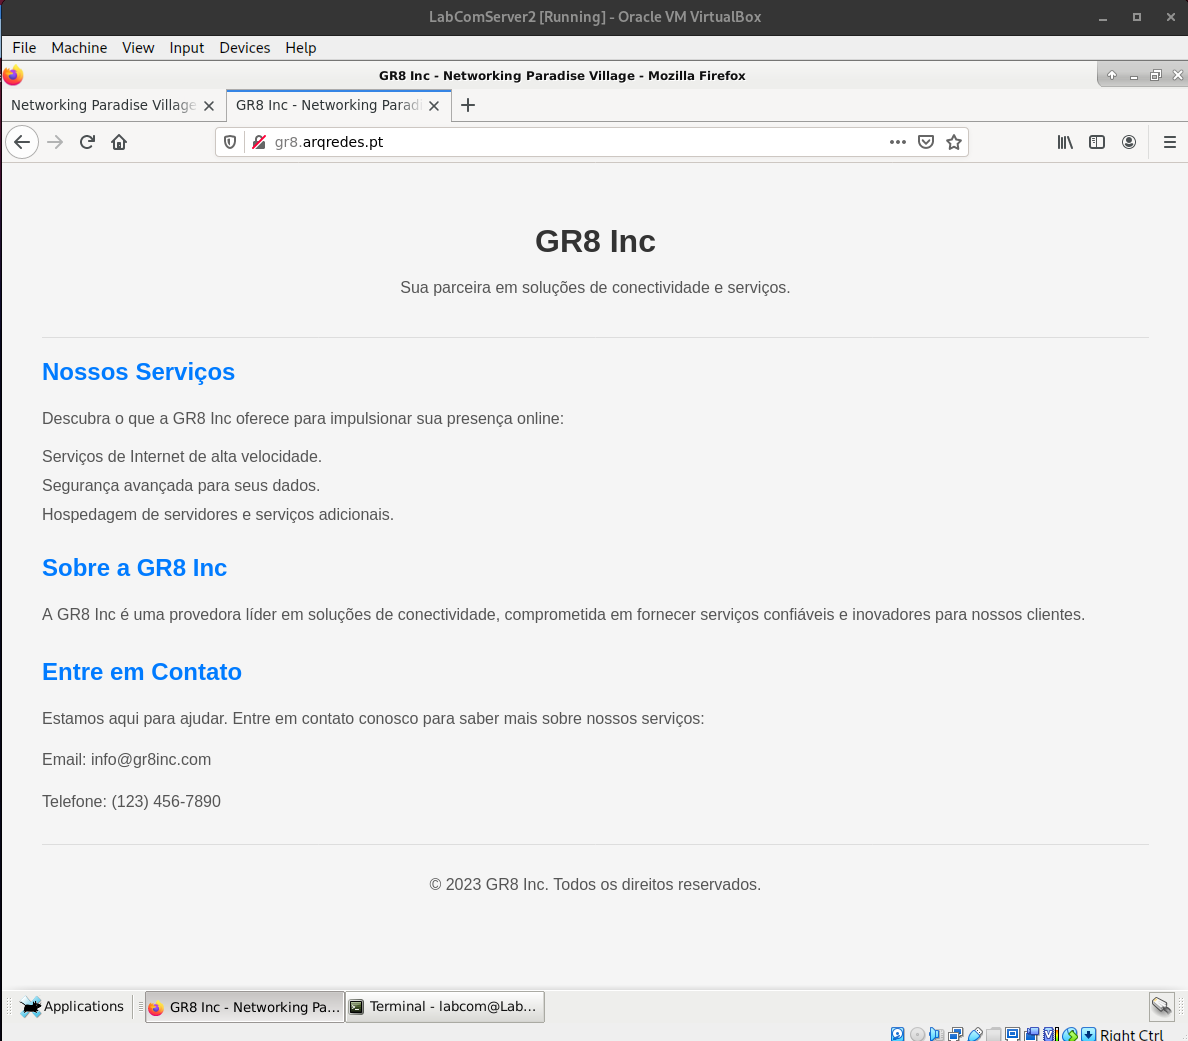 LabComServer2 [Running] - Oracle VM VirtualBox
File Machine View Input Devices Help
GR8 Inc - Networking Paradise Village - Mozilla Firefox
Networking Paradise Village
GR8 Inc - Networking Parad
gr8.arqredes.pt
GR8 Inc
Sua parceira em soluções de conectividade e serviços.
Nossos Serviços
Descubra o que a GR8 Inc oferece para impulsionar sua presença online:
Serviços de Internet de alta velocidade.
Segurança avançada para seus dados.
Hospedagem de servidores e serviços adicionais.
Sobre a GR8 Inc
A GR8 Inc é uma provedora líder em soluções de conectividade, comprometida em fornecer serviços confiáveis e inovadores para nossos clientes.
Entre em Contato
Estamos aqui para ajudar. Entre em contato conosco para saber mais sobre nossos serviços:
Email: info@gr8inc.com
Telefone: (123) 456-7890
© 2023 GR8 Inc. Todos os direitos reservados.
Applications
GR8 Inc - Networking Pa...
Terminal - labcom@Lab...
Right Ctrl